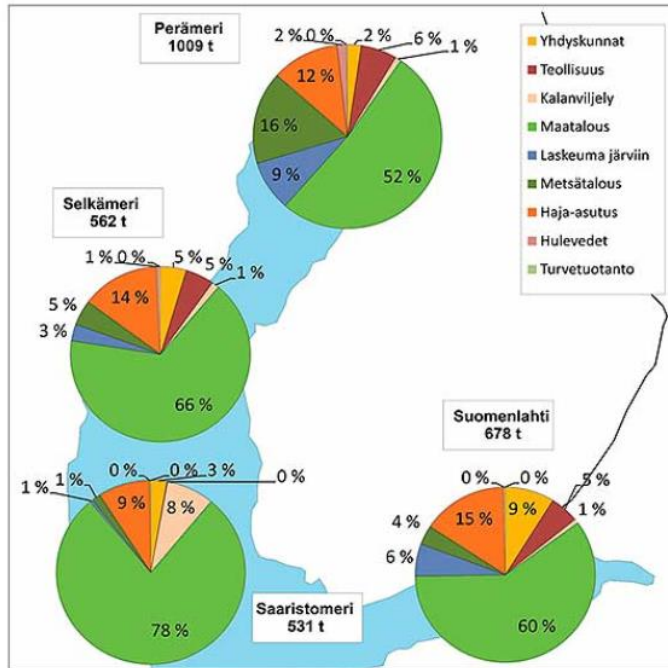 Perämeri
1009 t
2 % 0 % 2 % 6 % 1 %
12 %
16 %
9 %
52 %
Yhdyskunnat
Teollisuus
Kalanviljely
Maatalous
Laskeuma järviin
Metsätalous
Haja-asutus
Hulevedet
Turvetuotanto
Selkämeri
562 t
1 % 0 % 5 % 5 % 1 %
14 %
5 %
3 %
66 %
Suomenlahti
678 t
0 % 0 % 5 %
9 % 1 %
15 %
4 %
6 %
60 %
0 % 0 % 3 % 0 %
1 % 1 %
9 % 8 %
78 %
Saaristomeri
531 t